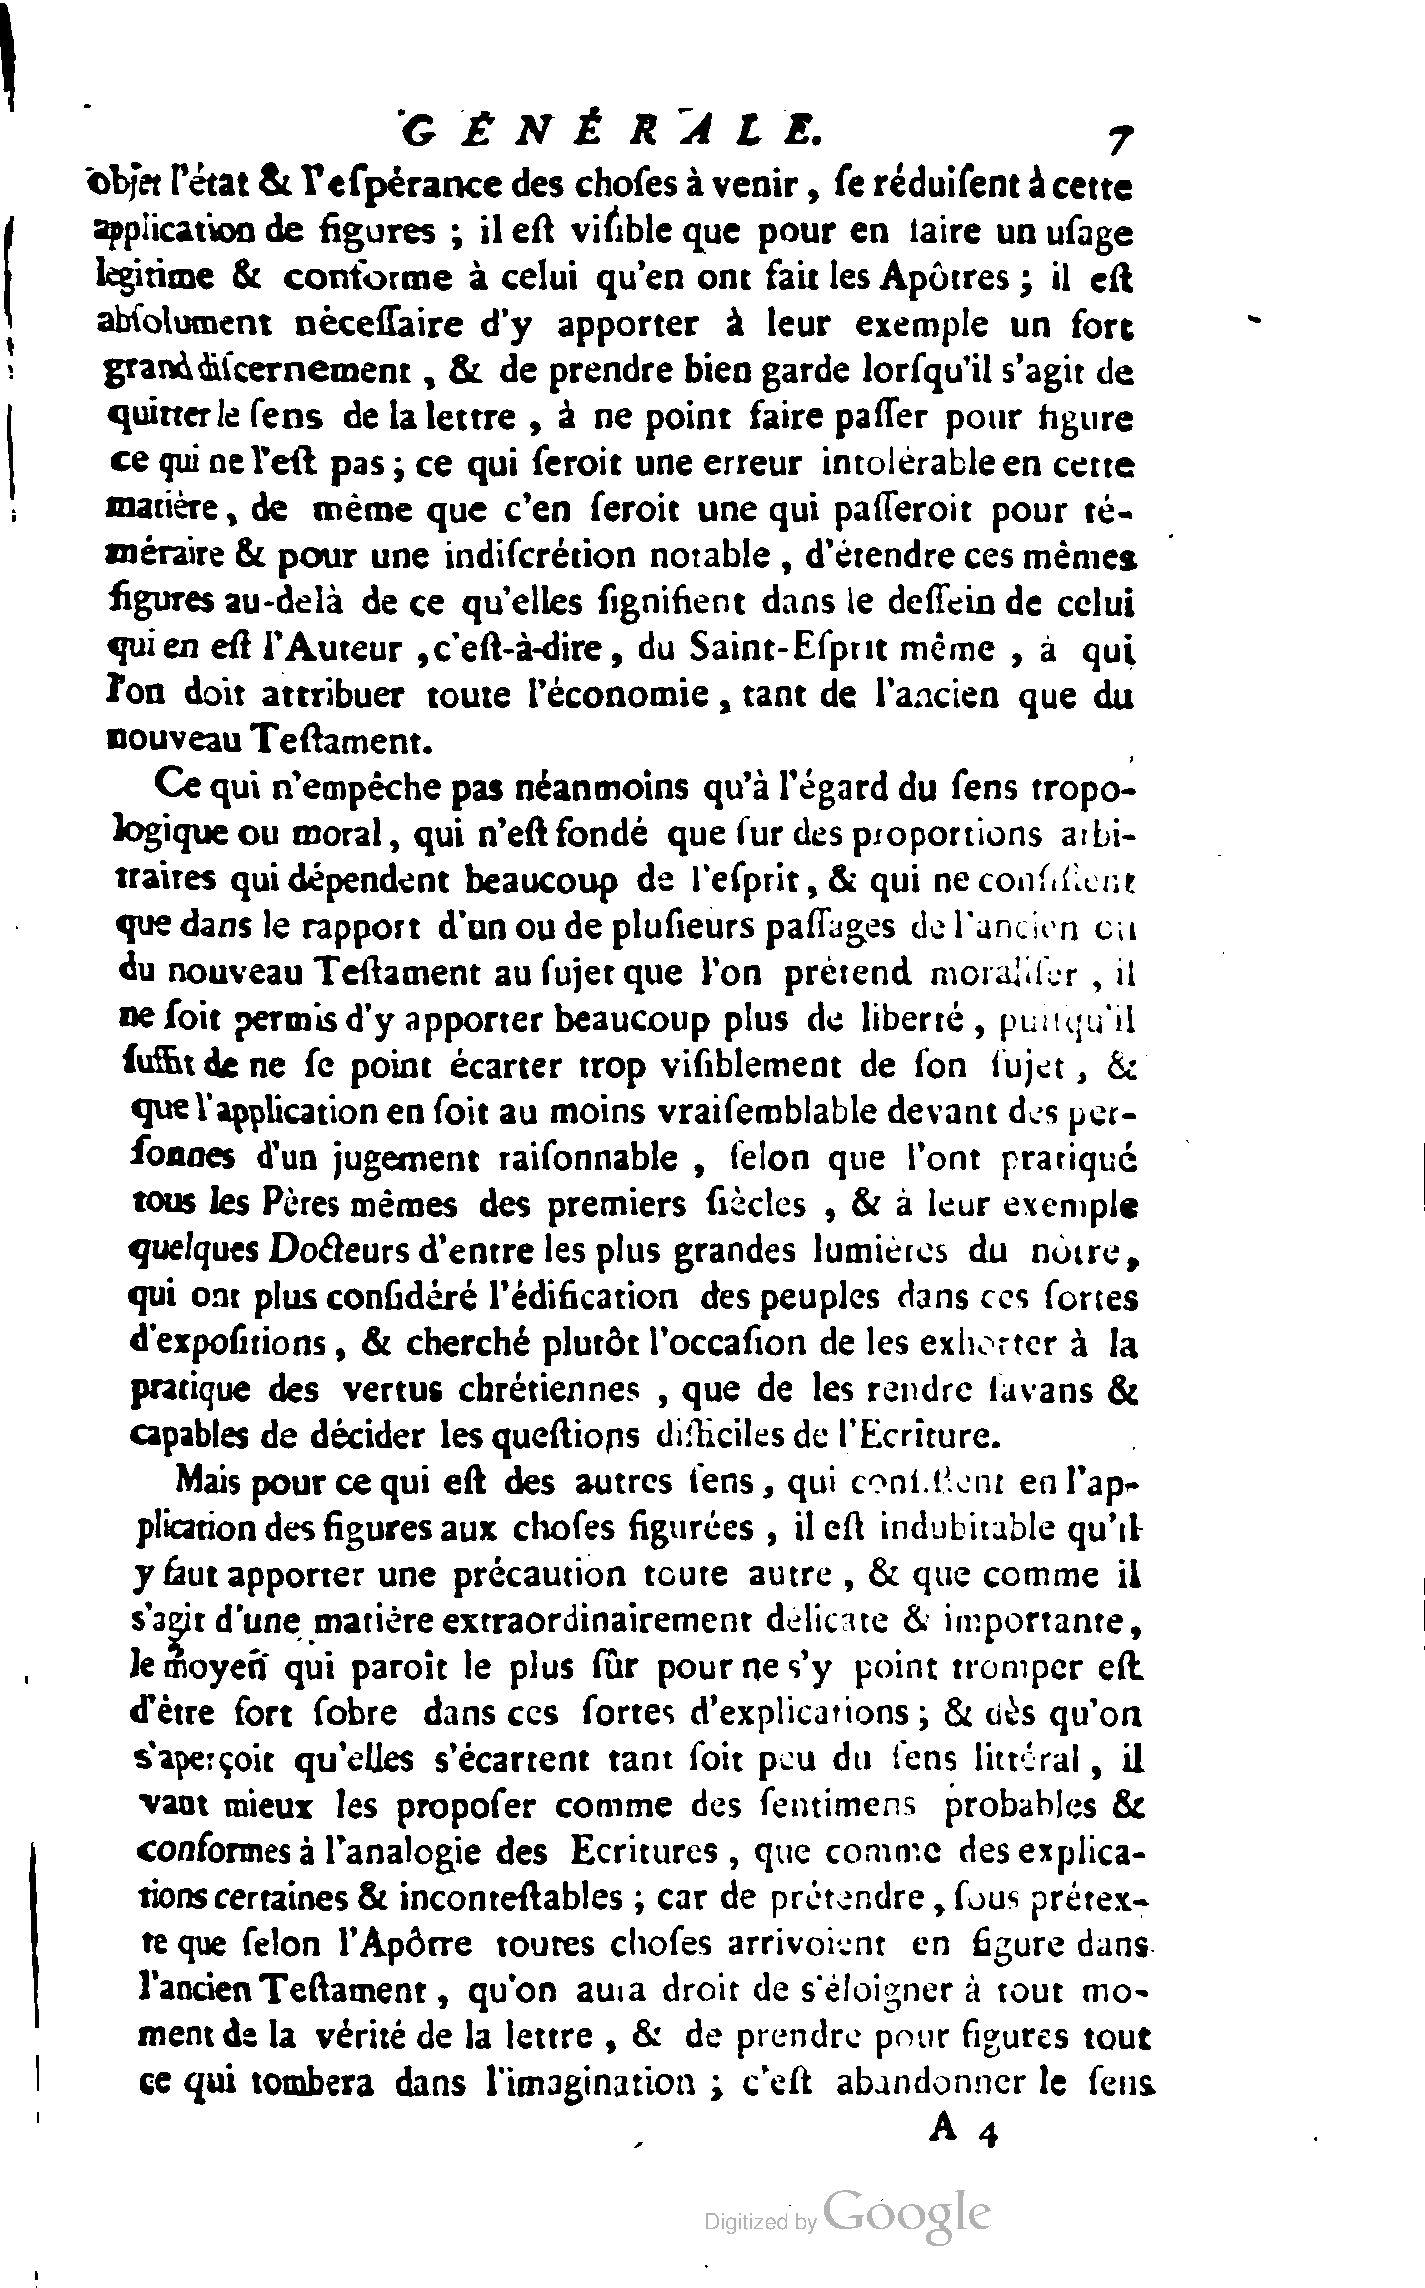 GÉNÉRALE. 7
objet l'état & l'eſpérance des choſes à venir, ſe réduiſent à cette
application de figures ; il eſt viſible que pour en faire un uſage
legitime & conforme à celui qu'en ont fait les Apôtres ; il eſt
abſolument nèceſſaire d'y apporter à leur exemple un fort
grand diſcernement, & de prendre bien garde lorſqu'il s'agit de
quitter le ſens de la lettre, à ne point faire paſſer pour figure
ce qui ne l'eſt pas ; ce qui ſeroit une erreur intolérable en cette
matière, de même que c'en ſeroit une qui paſſeroit pour té-
méraire & pour une indiſcrétion notable, d'étendre ces mêmes
figures au-delà de ce qu'elles ſignifient dans le deſſein de celui
qui en eſt l'Auteur, c'eſt-à-dire, du Saint-Eſprit même, à qui
l'on doit attribuer toute l'économie, tant de l'ancien que du
nouveau Teſtament.
Ce qui n'empêche pas néanmoins qu'à l'égard du ſens tropo-
logique ou moral, qui n'eſt fondé que ſur des proportions arbi-
traires qui dépendent beaucoup de l'eſprit, & qui ne conſiſtent
que dans le rapport d'un ou de pluſieurs paſſages de l'ancien ou
du nouveau Teſtament au ſujet que l'on prétend moraliſer, il
ne ſoit permis d'y apporter beaucoup plus de liberté, puiſqu'il
ſuffit de ne ſe point écarter trop viſiblement de ſon ſujet, &
que l'application en ſoit au moins vraiſemblable devant des per-
ſonnes d'un jugement raiſonnable, ſelon que l'ont pratiqué
tous les Pères mêmes des premiers ſiècles, & à leur exemple
quelques Docteurs d'entre les plus grandes lumières du nôtre,
qui ont plus conſidéré l'édification des peuples dans ces ſortes
d'expoſitions, & cherché plutôt l'occaſion de les exhorter à la
pratique des vertus chrétiennes, que de les rendre ſavans &
capables de décider les queſtions difficiles de l'Ecriture.
Mais pour ce qui eſt des autres ſens, qui conſiſtent en l'ap-
plication des figures aux choſes figurées, il eſt indubitable qu'il
y faut apporter une précaution toute autre, & que comme il
s'agit d'une matière extraordinairement délicate & importante,
le moyen qui paroît le plus ſûr pour ne s'y point tromper eſt
d'être fort ſobre dans ces ſortes d'explications ; & dès qu'on
s'aperçoit qu'elles s'écartent tant ſoit peu du ſens littéral, il
vaut mieux les propoſer comme des ſentimens probables &
conformes à l'analogie des Ecritures, que comme des explica-
tions certaines & inconteſtables ; car de prétendre, ſous prétex-
te que ſelon l'Apôtre toutes choſes arrivoient en figure dans
l'ancien Teſtament, qu'on aura droit de s'éloigner à tout mo-
ment de la vérité de la lettre, & de prendre pour figures tout
ce qui tombera dans l'imagination ; c'eſt abandonner le ſens
A 4
Digitized by Google